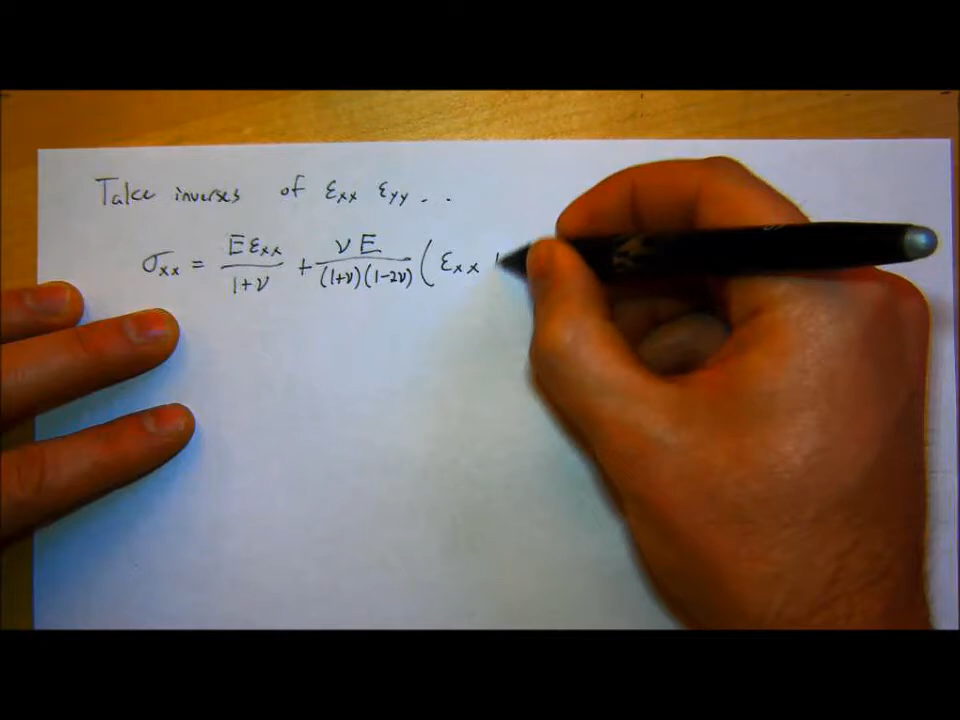 Take inverses of εxx εyy . .
σxx = Eεxx/1+ν + νE/(1+ν)(1-2ν) (εxx